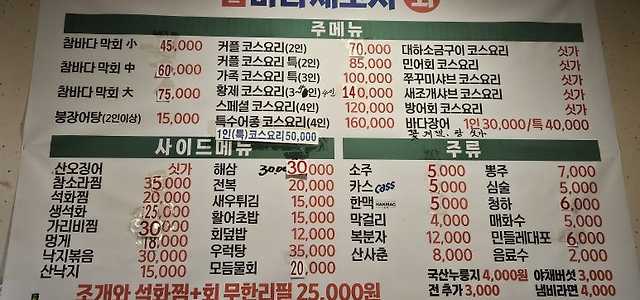 참바다 회
주메뉴
참바다 막회 小 45,000
참바다 막회 中 60,000
참바다 막회 大 75,000
붕장어탕(2인이상) 15,000
커플 코스요리(2인) 70,000
커플 코스요리 특(2인) 85,000
가족 코스요리 특(3인) 100,000
황제 코스요리 140,000
스페셜 코스요리(4인) 120,000
특수어종 코스요리(4인) 160,000
1인(특)코스요리 50,000
대하소금구이 코스요리 싯가
민어회 코스요리 싯가
쭈꾸미샤브 코스요리 싯가
새조개샤브 코스요리 싯가
방어회 코스요리 싯가
바다장어 1인 30,000/특 40,000
사이드메뉴
산오징어 싯가
참소라찜 35,000
석화찜 20,000
생석화 25,000
가리비찜 30,000
멍게 18,000
낙지볶음 30,000
산낙지 15,000
해삼 30,000
전복 20,000
새우튀김 15,000
활어초밥 15,000
회덮밥 12,000
우럭탕 35,000
모듬물회 20,000
주류
소주 5,000
카스 cass 5,000
한맥 HANMAC 5,000
막걸리 4,000
복분자 12,000
산사춘 8,000
뽕주 7,000
심술 5,000
청하 6,000
매화수 5,000
민들레대포 6,000
음료수 2,000
국산누룽지 4,000원 야채버섯 3,000
전 추가 3,000 냄비라면 4,000
조개와 석화찜+회 무한리필 25,000원